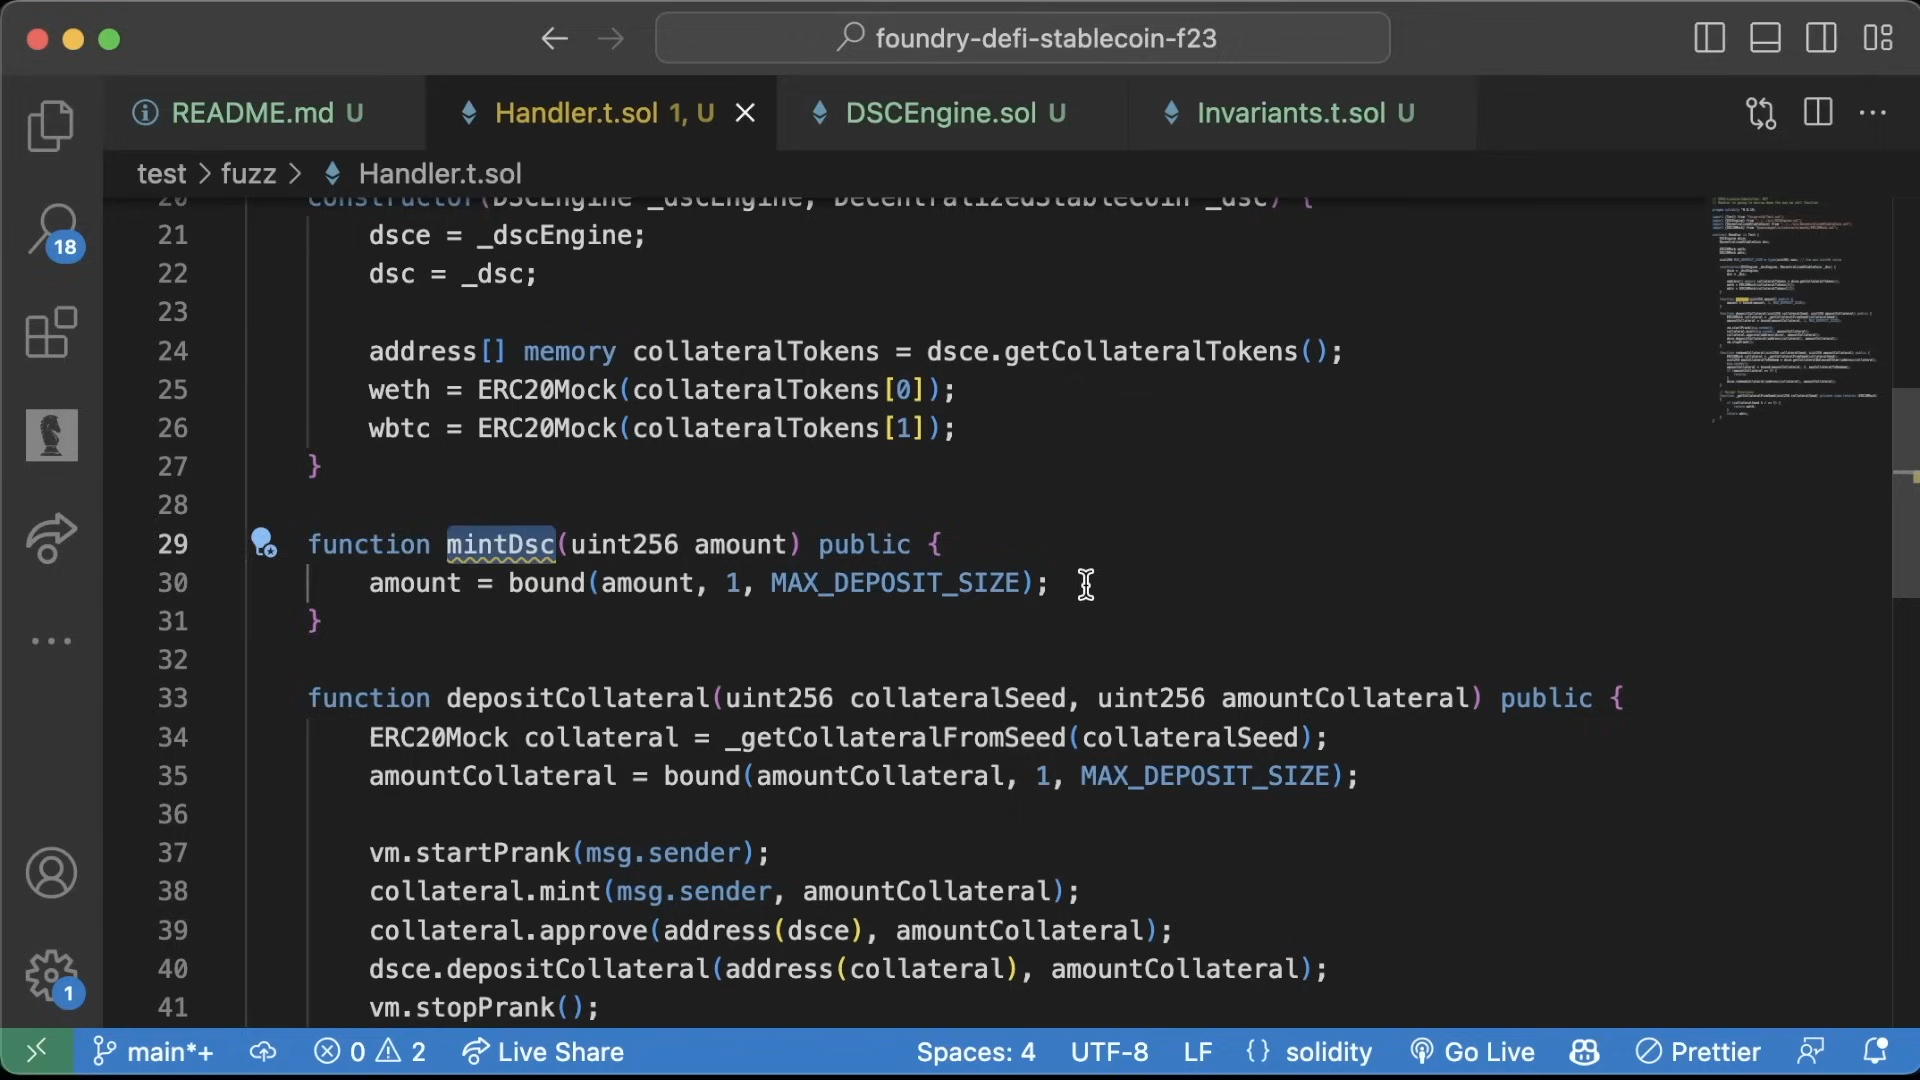 foundry-defi-stablecoin-f23
README.md U
Handler.t.sol 1, U
DSCEngine.sol U
Invariants.t.sol U
test > fuzz > Handler.t.sol
18
20 constructor(DSCEngine _dscEngine, DecentralizedStableCoin _dsc) {
21 dsce = _dscEngine;
22 dsc = _dsc;
23
24 address[] memory collateralTokens = dsce.getCollateralTokens();
25 weth = ERC20Mock(collateralTokens[0]);
26 wbtc = ERC20Mock(collateralTokens[1]);
27 }
28
29 function mintDsc(uint256 amount) public {
30 amount = bound(amount, 1, MAX_DEPOSIT_SIZE);
31 }
32
33 function depositCollateral(uint256 collateralSeed, uint256 amountCollateral) public {
34 ERC20Mock collateral = _getCollateralFromSeed(collateralSeed);
35 amountCollateral = bound(amountCollateral, 1, MAX_DEPOSIT_SIZE);
36
37 vm.startPrank(msg.sender);
38 collateral.mint(msg.sender, amountCollateral);
39 collateral.approve(address(dsce), amountCollateral);
40 dsce.depositCollateral(address(collateral), amountCollateral);
41 vm.stopPrank();
1
main*+
0
2
Live Share
Spaces: 4
UTF-8
LF
{} solidity
Go Live
Prettier